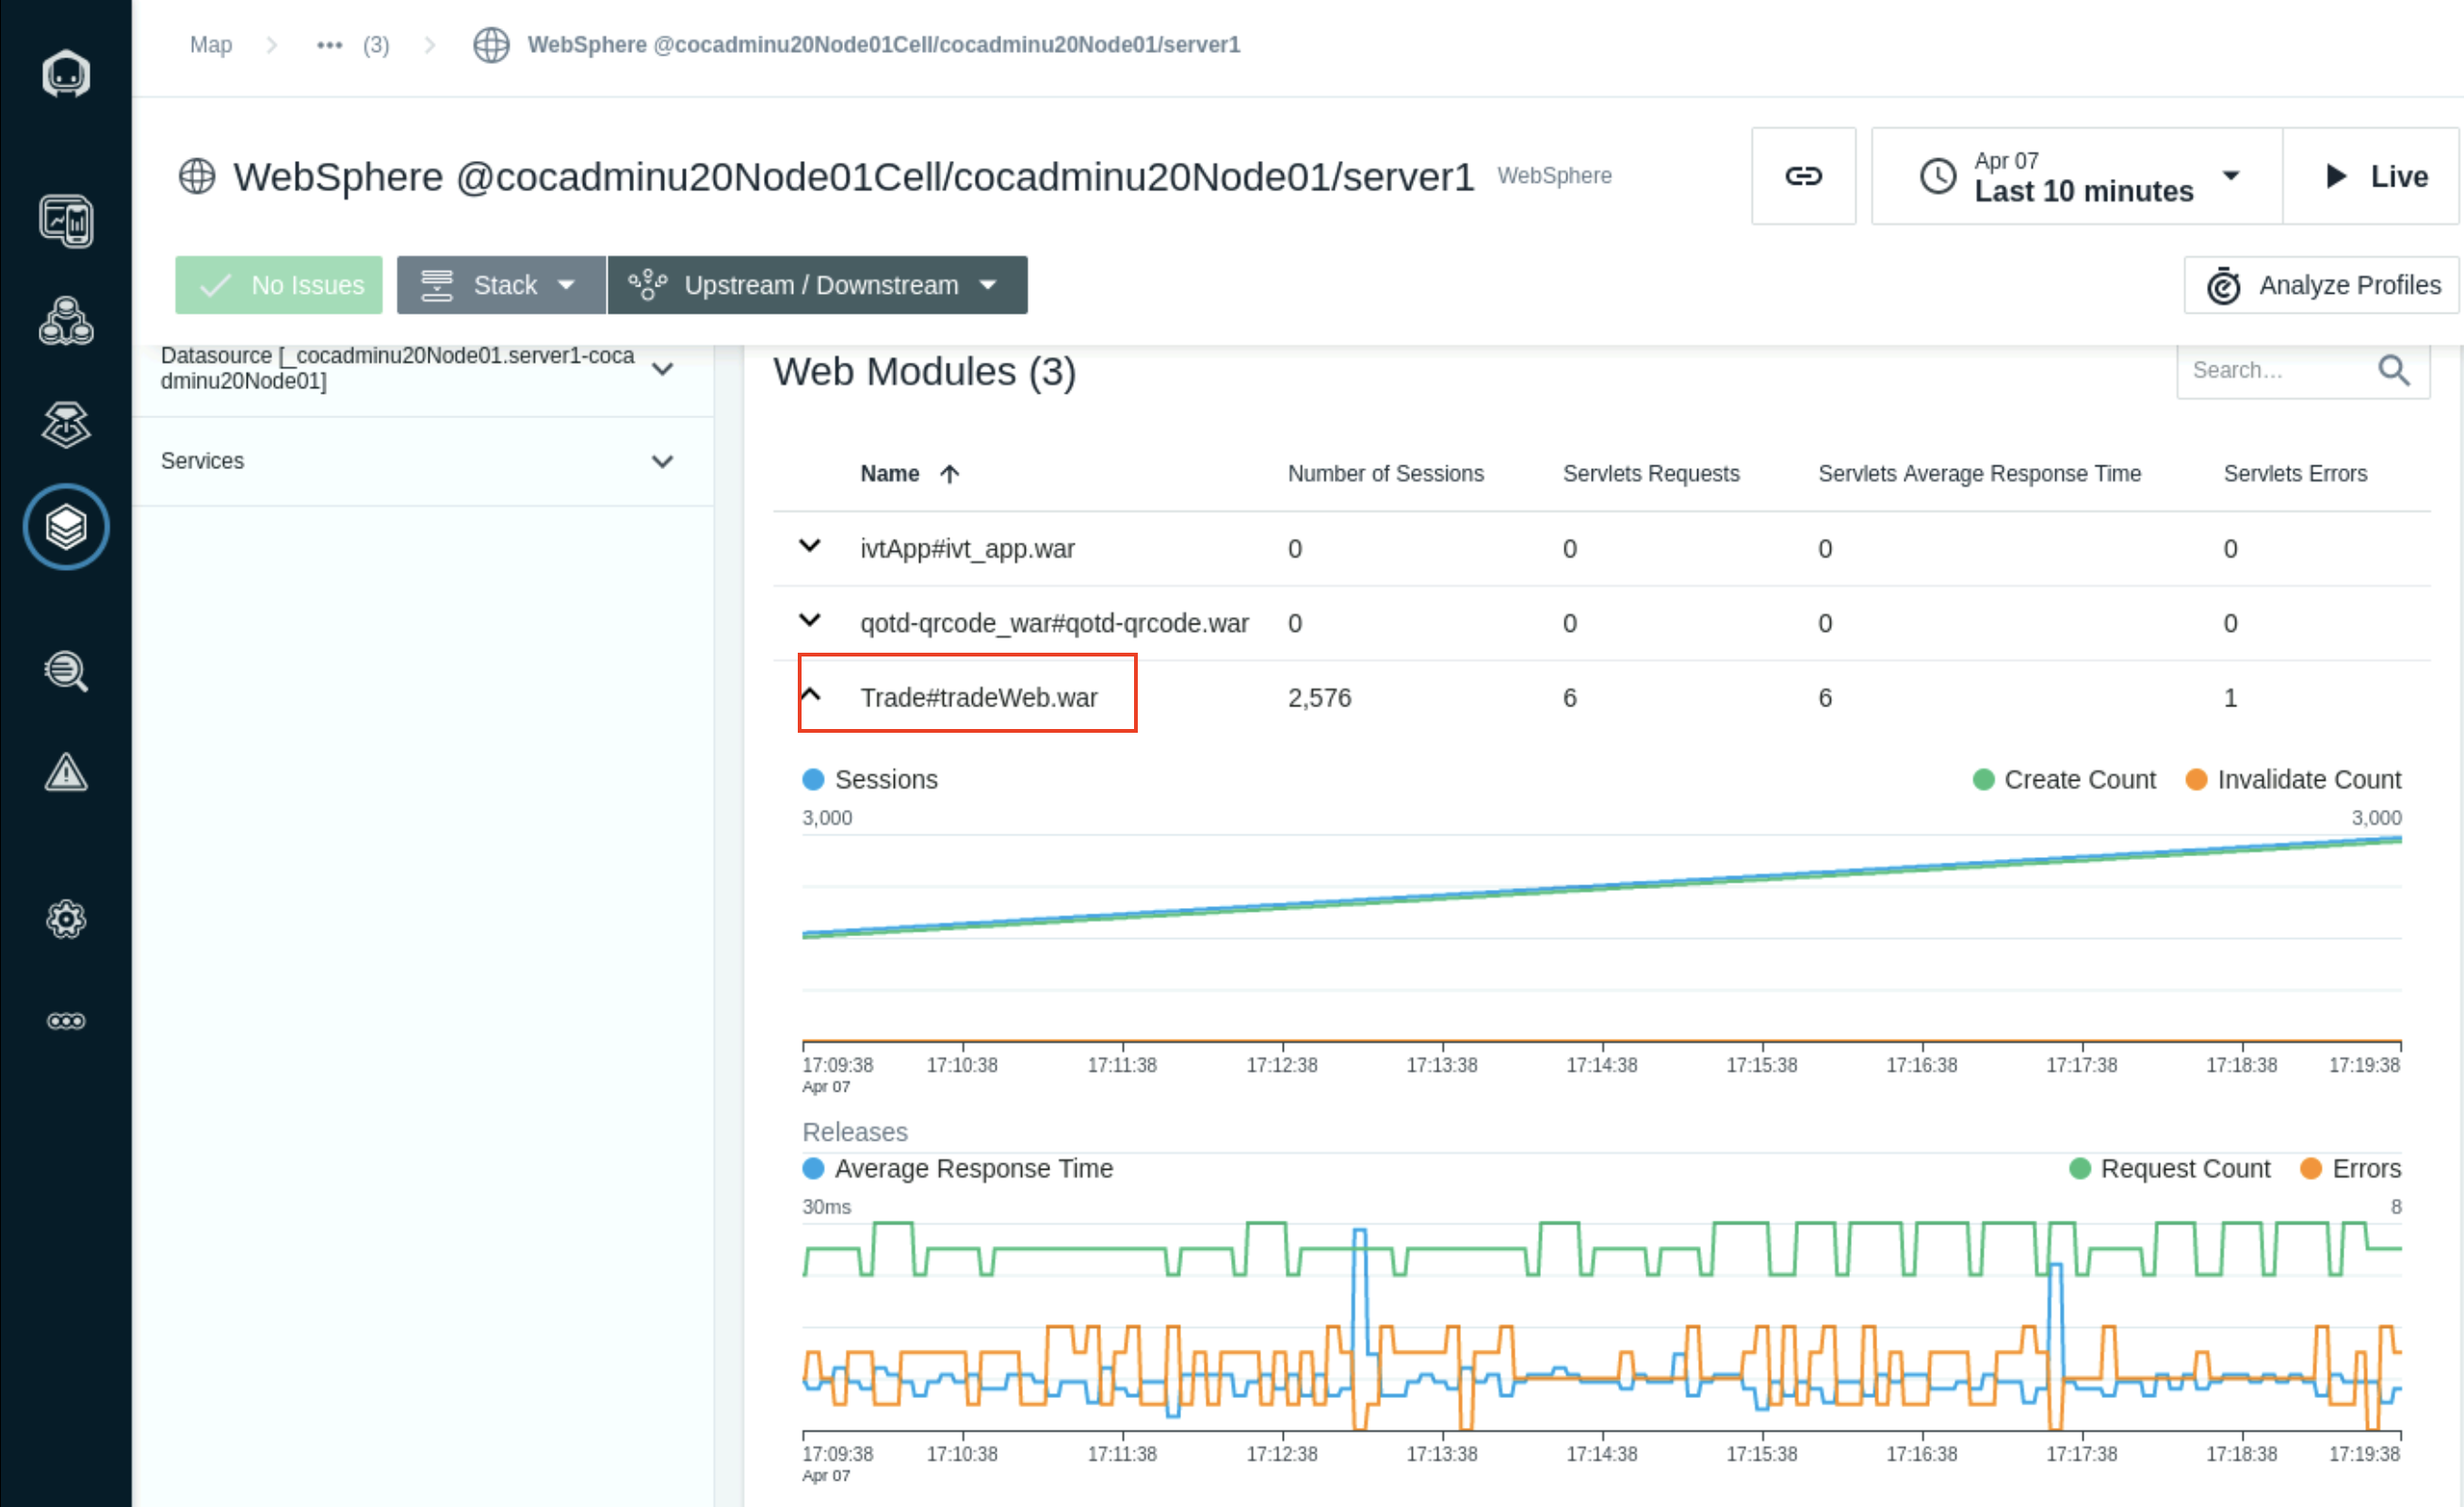 Map ••• (3) WebSphere @cocadminu20Node01Cell/cocadminu20Node01/server1
WebSphere @cocadminu20Node01Cell/cocadminu20Node01/server1 WebSphere
Apr 07
Last 10 minutes
Live
No Issues Stack Upstream / Downstream Analyze Profiles
Datasource [_cocadminu20Node01.server1-coca
dminu20Node01]
Services
Web Modules (3) Search...
Name Number of Sessions Servlets Requests Servlets Average Response Time Servlets Errors
ivtApp#ivt_app.war 0 0 0 0
qotd-qrcode_war#qotd-qrcode.war 0 0 0 0
Trade#tradeWeb.war 2,576 6 6 1
Sessions Create Count Invalidate Count
3,000 3,000
17:09:38 17:10:38 17:11:38 17:12:38 17:13:38 17:14:38 17:15:38 17:16:38 17:17:38 17:18:38 17:19:38
Apr 07
Releases
Average Response Time Request Count Errors
30ms 8
17:09:38 17:10:38 17:11:38 17:12:38 17:13:38 17:14:38 17:15:38 17:16:38 17:17:38 17:18:38 17:19:38
Apr 07